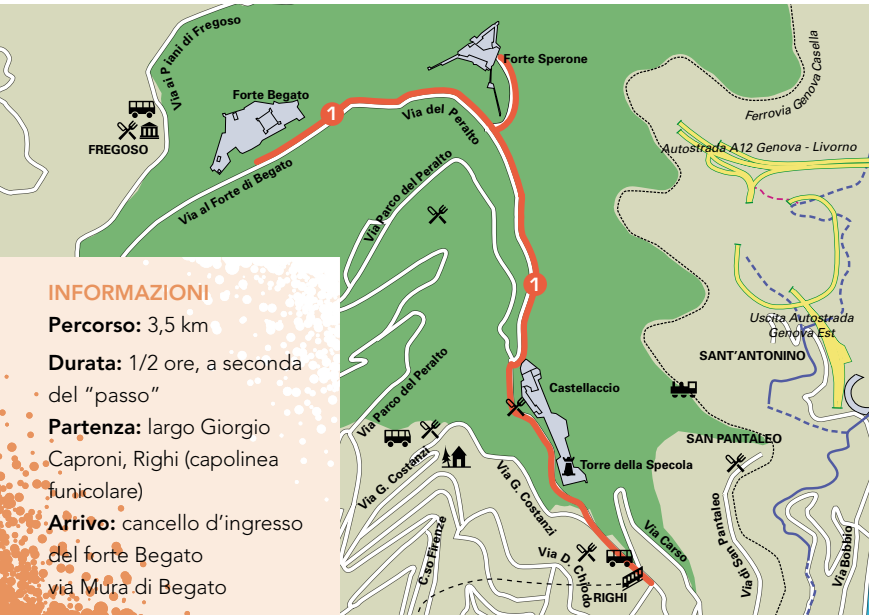 Via ai Piani di Fregoso
Forte Sperone
Ferrovia Genova Casella
Forte Begato
1
Via del Peralto
FREGOSO
Autostrada A12 Genova - Livorno
Via al Forte di Begato
Via Parco del Peralto
1
INFORMAZIONI
Percorso: 3,5 km
Durata: 1/2 ore, a seconda
del “passo”
Partenza: largo Giorgio
Caproni, Righi (capolinea
funicolare)
Arrivo: cancello d’ingresso
del forte Begato
via Mura di Begato
Uscita Autostrada
Genova Est
SANT’ANTONINO
Via Parco del Peralto
Castellaccio
SAN PANTALEO
Torre della Specola
Via G. Costanzi
Via G. Costanzi
C.so Firenze
Via D. Chiodo
Via Carso
Via di San Pantaleo
Via Bobbio
RIGHI